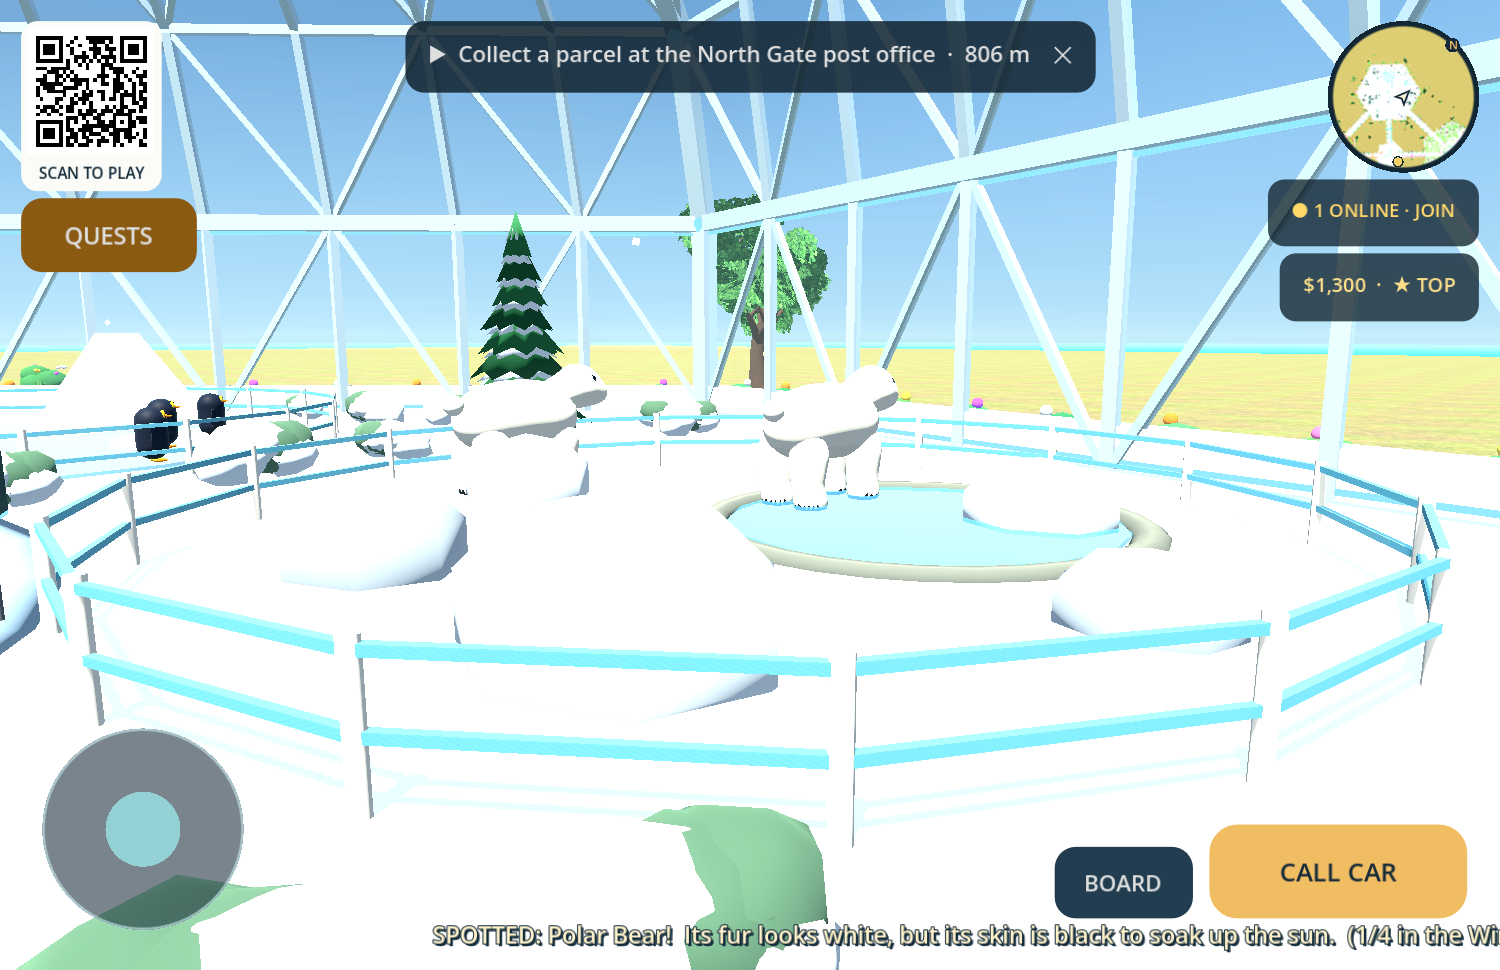 Collect a parcel at the North Gate post office · 806 m
SCAN TO PLAY
QUESTS
N
1 ONLINE · JOIN
$1,300 · ★ TOP
BOARD
CALL CAR
SPOTTED: Polar Bear! Its fur looks white, but its skin is black to soak up the sun. (1/4 in the